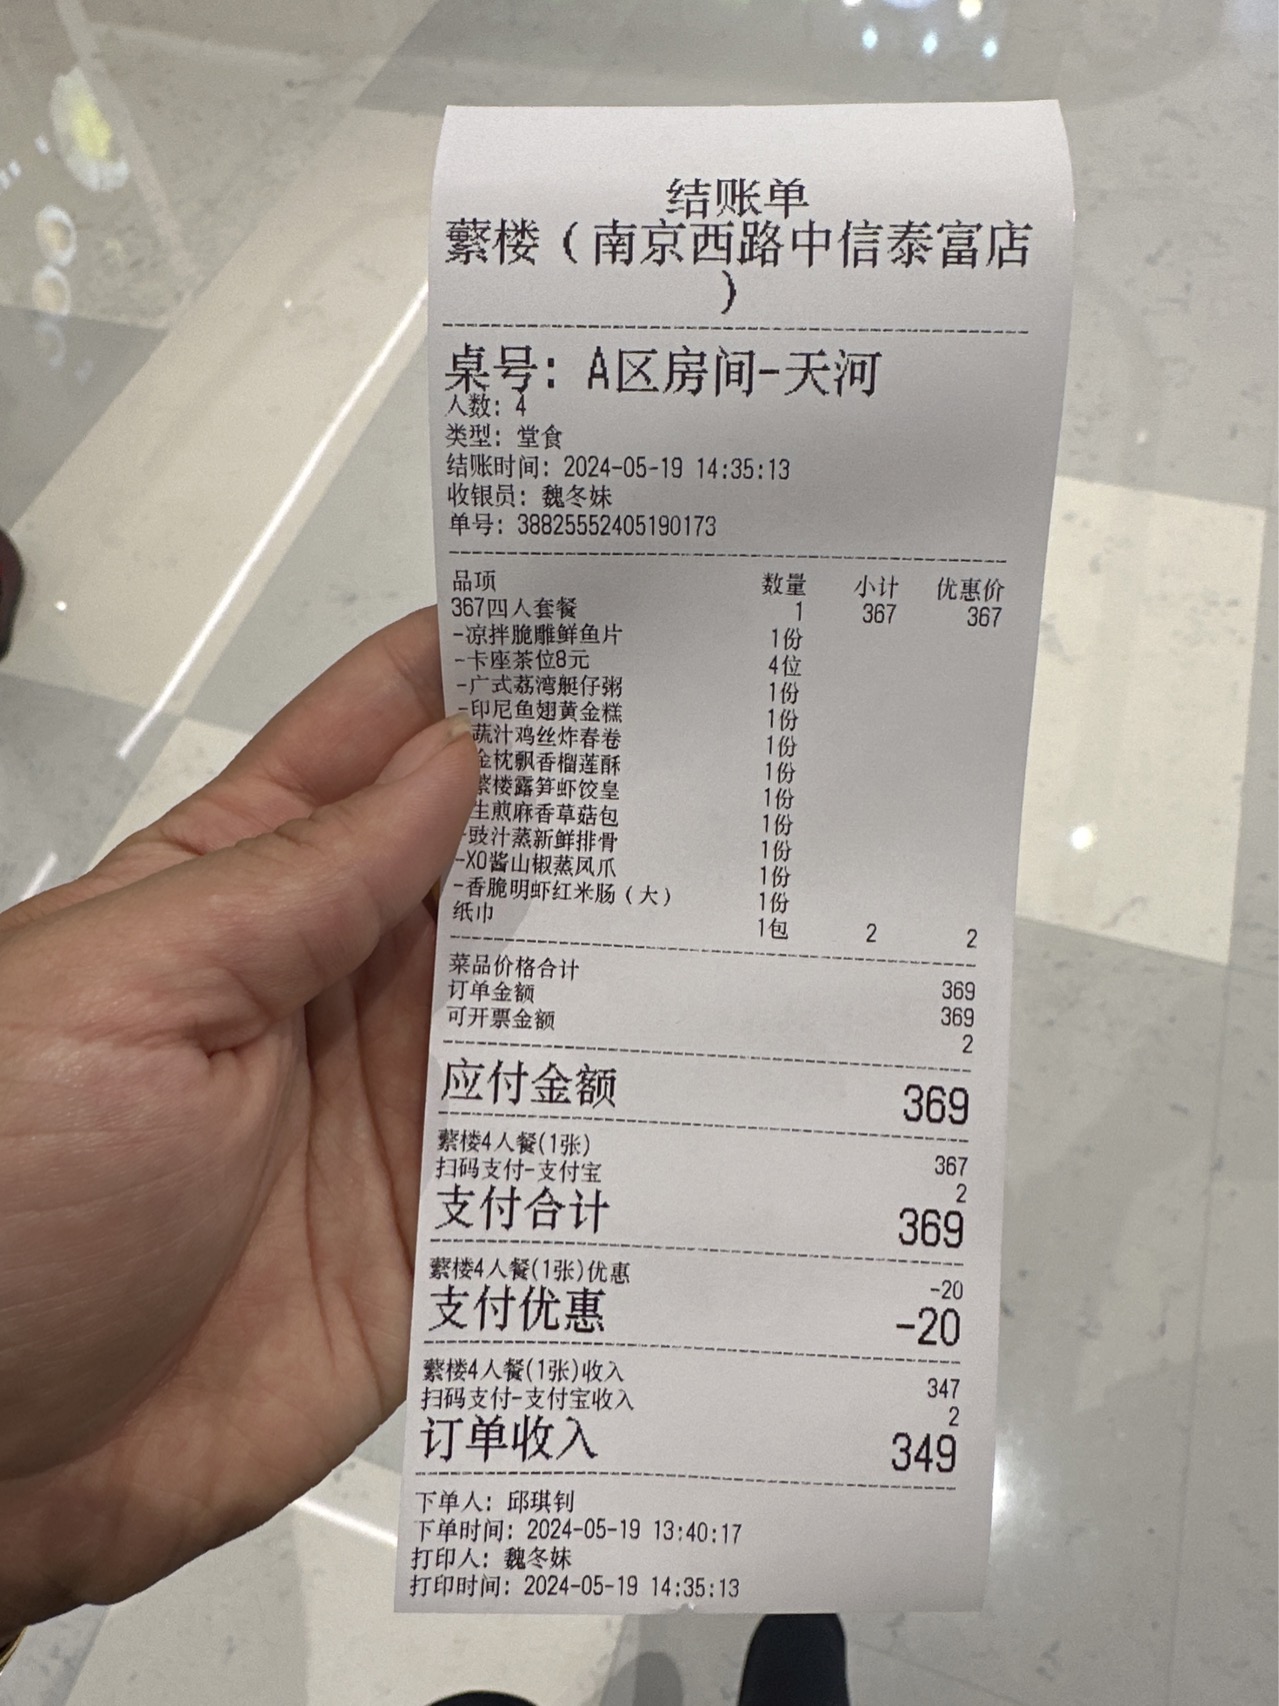 结账单
蘩楼（南京西路中信泰富店
）
桌号: A区房间-天河
人数: 4
类型: 堂食
结账时间: 2024-05-19 14:35:13
收银员: 魏冬妹
单号: 38825552405190173
品项 数量 小计 优惠价
367四人套餐 1 367 367
-凉拌脆雕鲜鱼片 1份
-卡座茶位8元 4位
-广式荔湾艇仔粥 1份
-印尼鱼翅黄金糕 1份
蔬汁鸡丝炸春卷 1份
金枕飘香榴莲酥 1份
蘩楼露笋虾饺皇 1份
生煎麻香草菇包 1份
-豉汁蒸新鲜排骨 1份
-XO酱山椒蒸凤爪 1份
-香脆明虾红米肠（大） 1份
纸巾 1包 2 2
菜品价格合计 369
订单金额 369
可开票金额 2
应付金额 369
蘩楼4人餐(1张) 367
扫码支付-支付宝 2
支付合计 369
蘩楼4人餐(1张)优惠 -20
支付优惠 -20
蘩楼4人餐(1张)收入 347
扫码支付-支付宝收入 2
订单收入 349
下单人: 邱琪钊
下单时间: 2024-05-19 13:40:17
打印人: 魏冬妹
打印时间: 2024-05-19 14:35:13